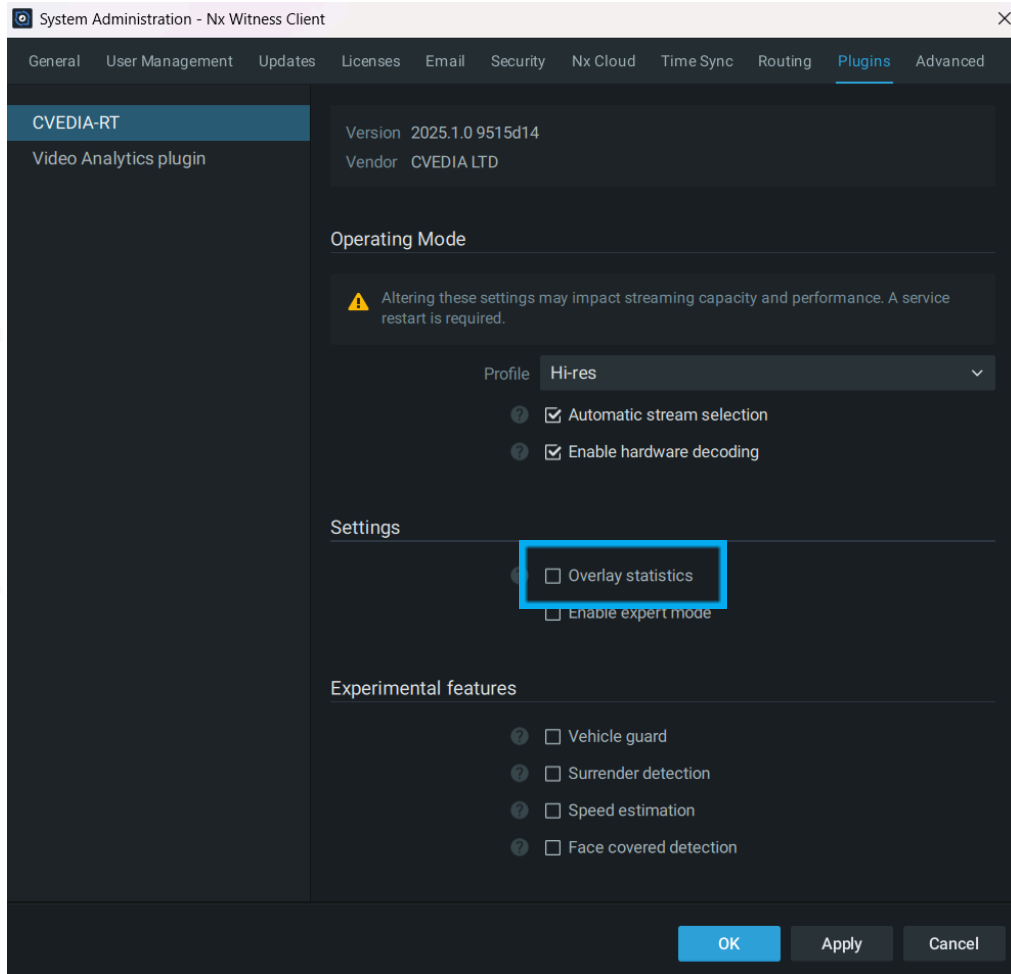 System Administration - Nx Witness Client
General User Management Updates Licenses Email Security Nx Cloud Time Sync Routing Plugins Advanced
CVEDIA-RT
Video Analytics plugin
Version 2025.1.0 9515d14
Vendor CVEDIA LTD
Operating Mode
Altering these settings may impact streaming capacity and performance. A service
restart is required.
Profile Hi-res
? Automatic stream selection
? Enable hardware decoding
Settings
Overlay statistics
Enable expert mode
Experimental features
? Vehicle guard
? Surrender detection
? Speed estimation
? Face covered detection
OK Apply Cancel